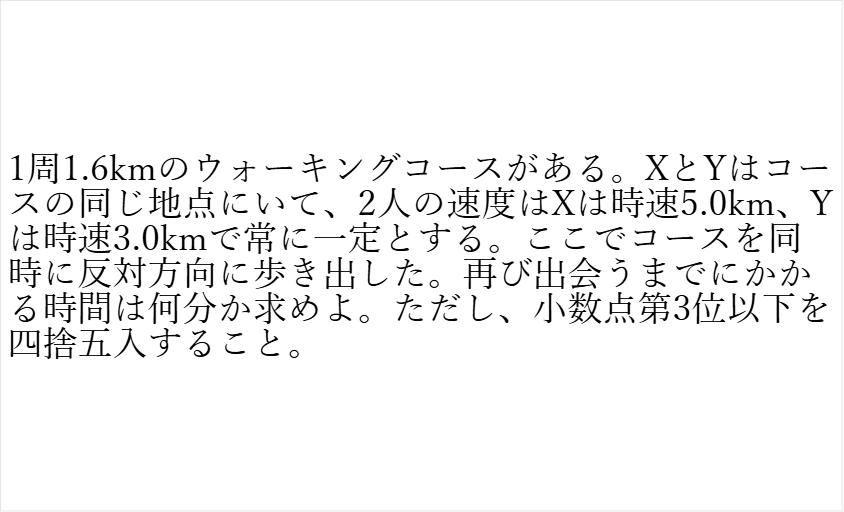 1周1.6kmのウォーキングコースがある。XとYはコー
スの同じ地点にいて、2人の速度はXは時速5.0km、Y
は時速3.0kmで常に一定とする。ここでコースを同
時に反対方向に歩き出した。再び出会うまでにかか
る時間は何分か求めよ。ただし、小数点第3位以下を
四捨五入すること。